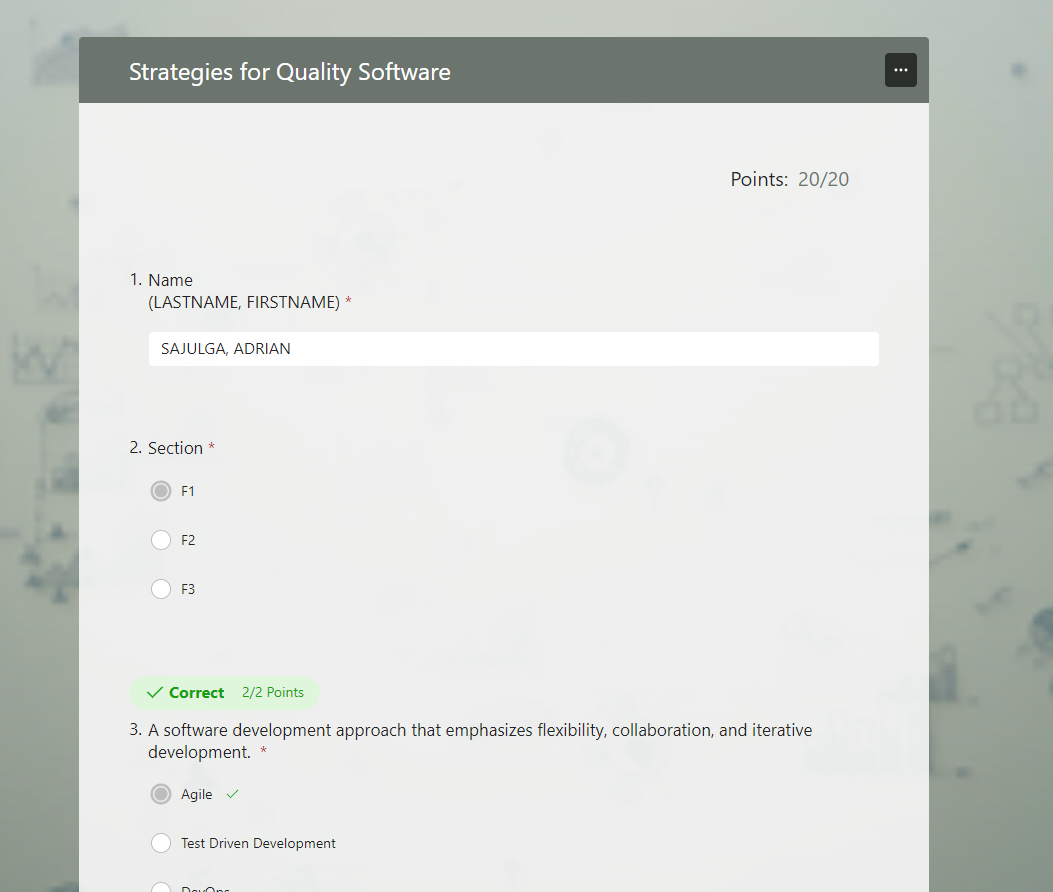 Strategies for Quality Software
Points: 20/20
1. Name
(LASTNAME, FIRSTNAME) *
SAJULGA, ADRIAN
2. Section *
F1
F2
F3
Correct 2/2 Points
3. A software development approach that emphasizes flexibility, collaboration, and iterative
development. *
Agile
Test Driven Development
DevOps